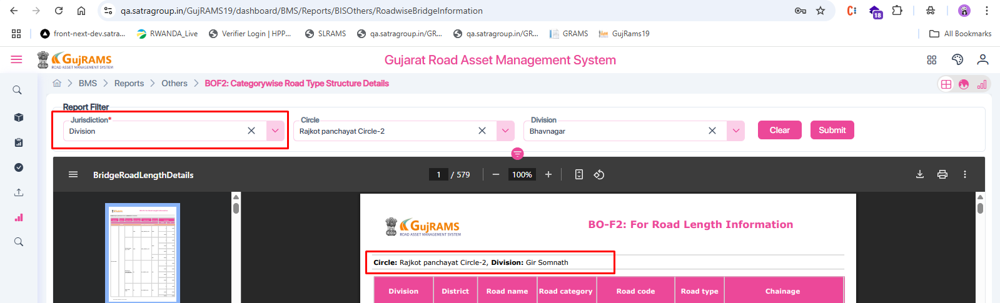 qa.satragroup.in/GujRAMS19/dashboard/BMS/Reports/BISOthers/RoadwiseBridgeInformation
18
front-next-dev.satra...
RWANDA_Live
Verifier Login | HPP...
SLRAMS
qa.satragroup.in/GR...
qa.satragroup.in/GR...
GRAMS
GujRams19
All Bookmarks
GujRAMS
ROAD ASSET MANAGEMENT SYSTEM
Gujarat Road Asset Management System
BMS > Reports > Others > BOF2: Categorywise Road Type Structure Details
Report Filter
Jurisdiction*
Division
Circle
Rajkot panchayat Circle-2
Division
Bhavnagar
Clear
Submit
BridgeRoadLengthDetails
1 / 579
100%
GujRAMS
ROAD ASSET MANAGEMENT SYSTEM
BO-F2: For Road Length Information
Circle: Rajkot panchayat Circle-2, Division: Gir Somnath
Division District Road name Road category Road code Road type Chainage